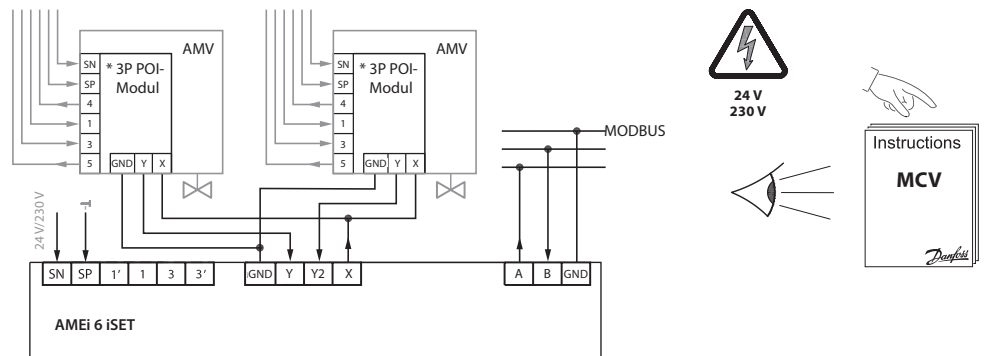 AMV
SN
* 3P POI-
Modul
SP
4
1
3
5
GND Y X
AMV
SN
* 3P POI-
Modul
SP
4
1
3
5
GND Y X
MODBUS
24 V
230 V
Instructions
MCV
Danfoss
24 V/230 V
SN SP 1′ 1 3 3′ GND Y Y2 X A B GND
AMEi 6 iSET